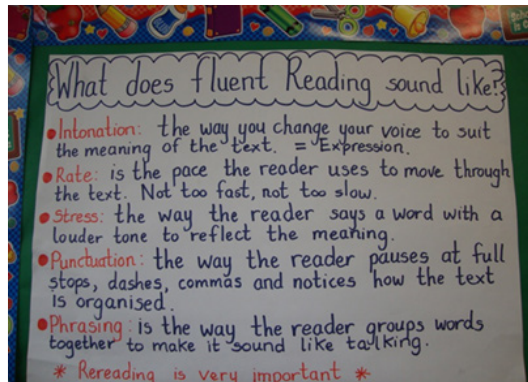 What does fluent Reading sound like?
• Intonation: the way you change your voice to suit
the meaning of the text. = Expression.
• Rate: is the pace the reader uses to move through
the text. Not too fast, not too slow.
• Stress: the way the reader says a word with a
louder tone to reflect the meaning.
• Punctuation: the way the reader pauses at full
stops, dashes, commas and notices how the text
is organised.
• Phrasing: is the way the reader groups words
together to make it sound like talking.
* Rereading is very important *